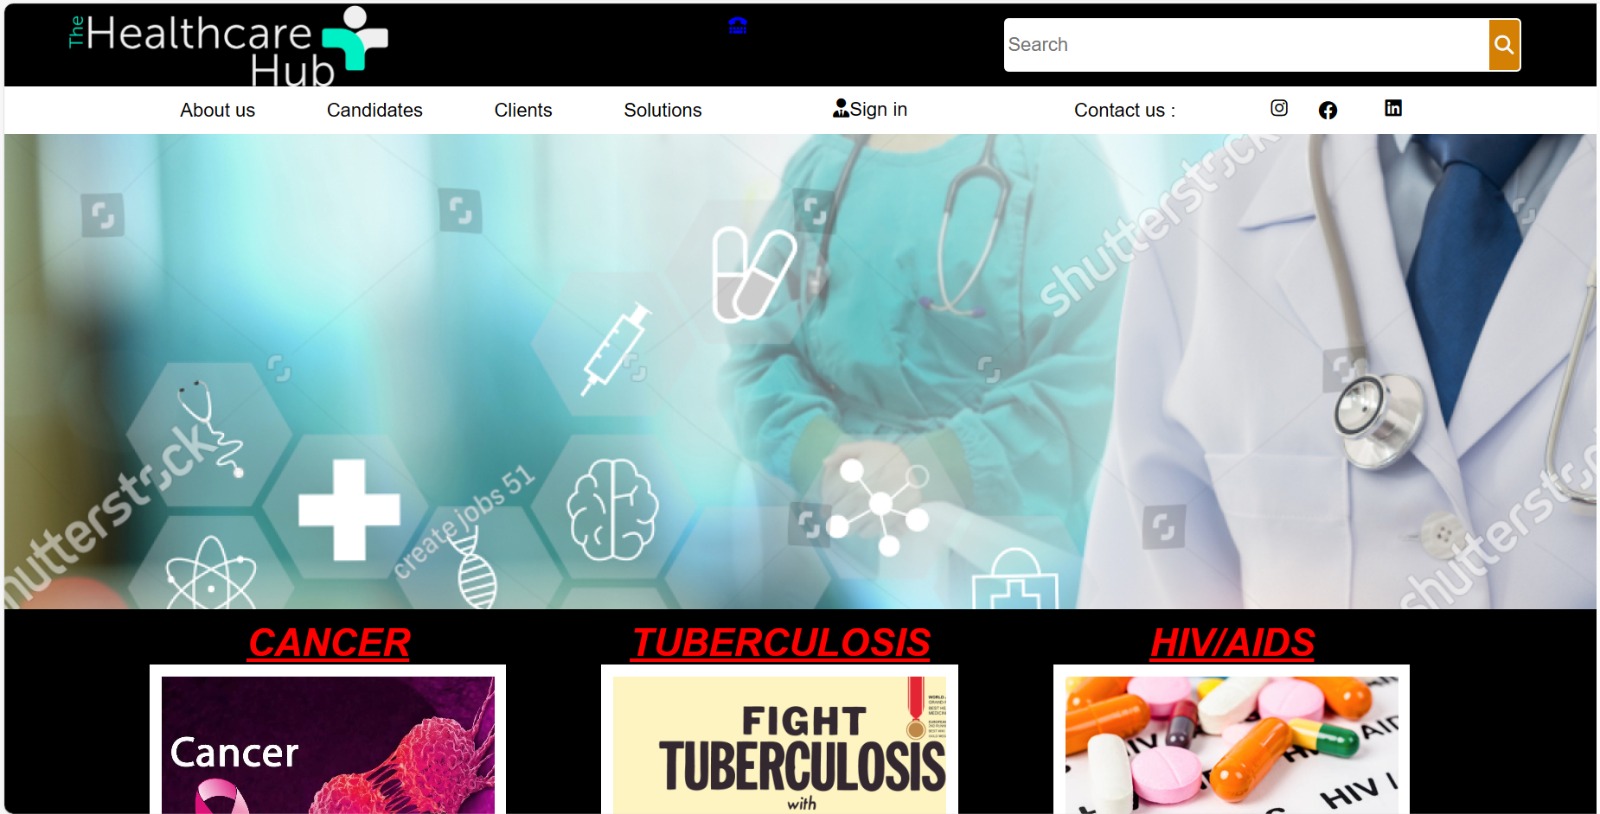 The Healthcare
Hub
Search
About us
Candidates
Clients
Solutions
Sign in
Contact us :
shutterstock
shutterstock
create jobs 51
shutterstock
CANCER
TUBERCULOSIS
HIV/AIDS
Cancer
FIGHT
TUBERCULOSIS
with
HIV I